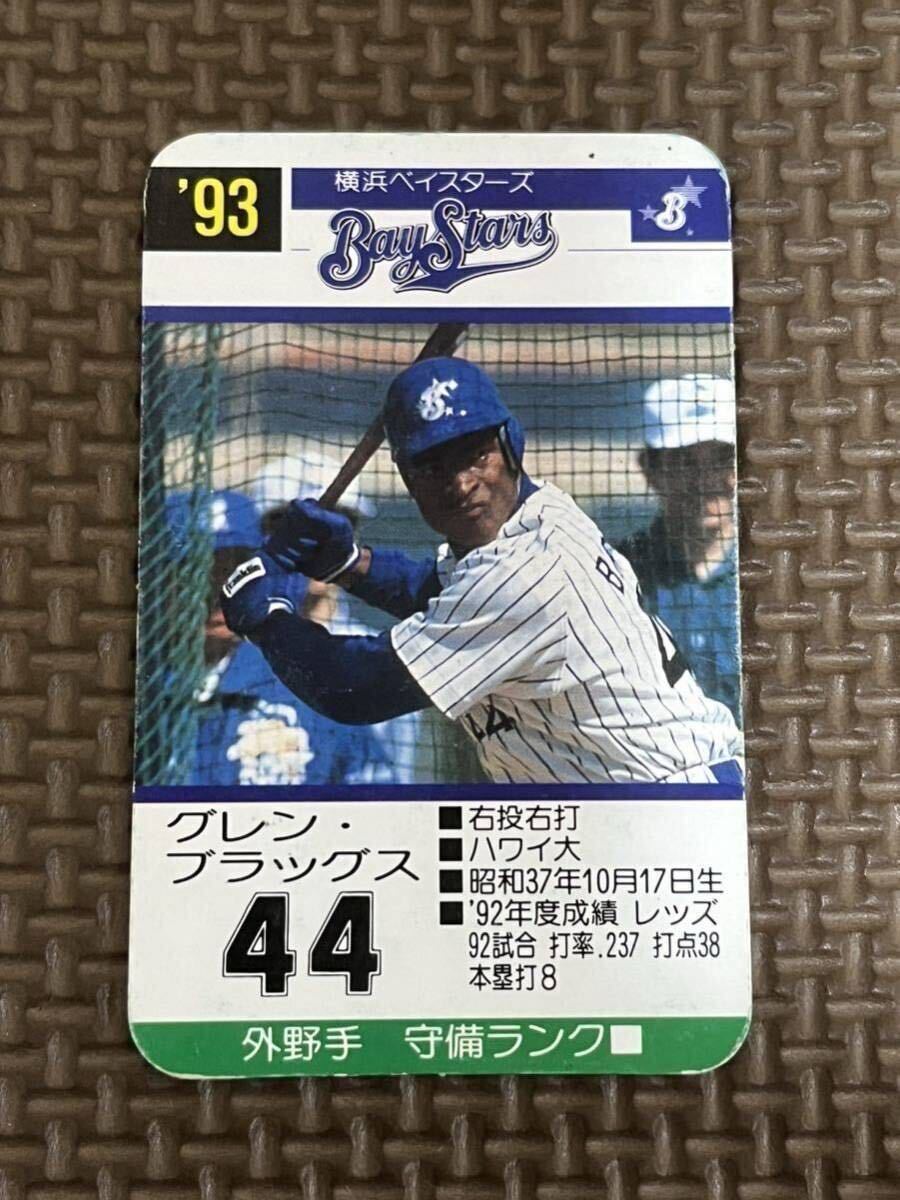 '93
横浜ベイスターズ
BayStars
B
franklin
B
44
グレン・
ブラッグス
44
■右投右打
■ハワイ大
■昭和37年10月17日生
■'92年度成績 レッズ
92試合 打率.237 打点38
本塁打8
外野手 守備ランク□